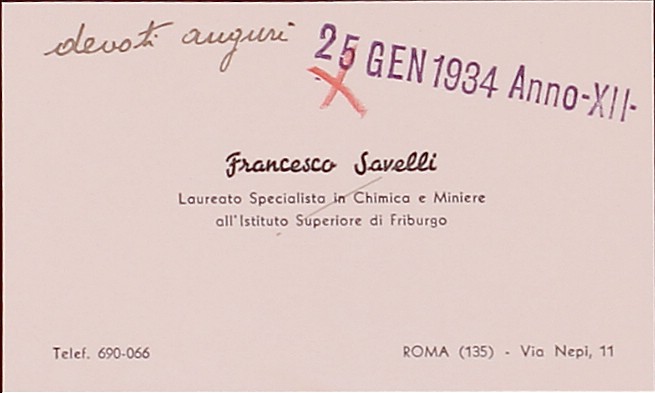 devoti auguri
25 GEN 1934 Anno-XII-
Francesco Savelli
Laureato Specialista in Chimica e Miniere
all'Istituto Superiore di Friburgo
Telef. 690-066
ROMA (135) - Via Nepi, 11